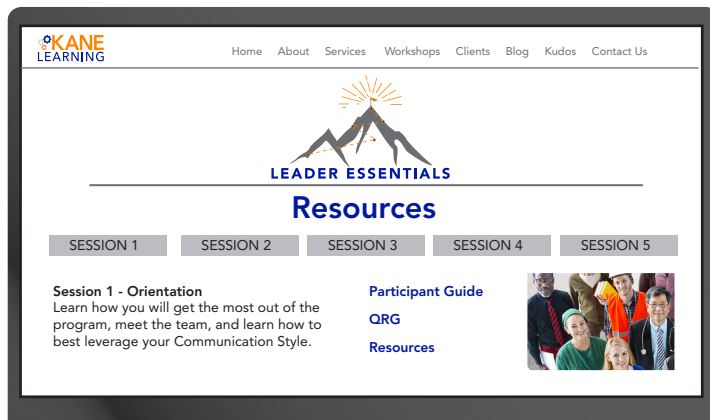 KANE
LEARNING
Home About Services Workshops Clients Blog Kudos Contact Us
LEADER ESSENTIALS
Resources
SESSION 1 SESSION 2 SESSION 3 SESSION 4 SESSION 5
Session 1 - Orientation
Learn how you will get the most out of the
program, meet the team, and learn how to
best leverage your Communication Style.
Participant Guide
QRG
Resources